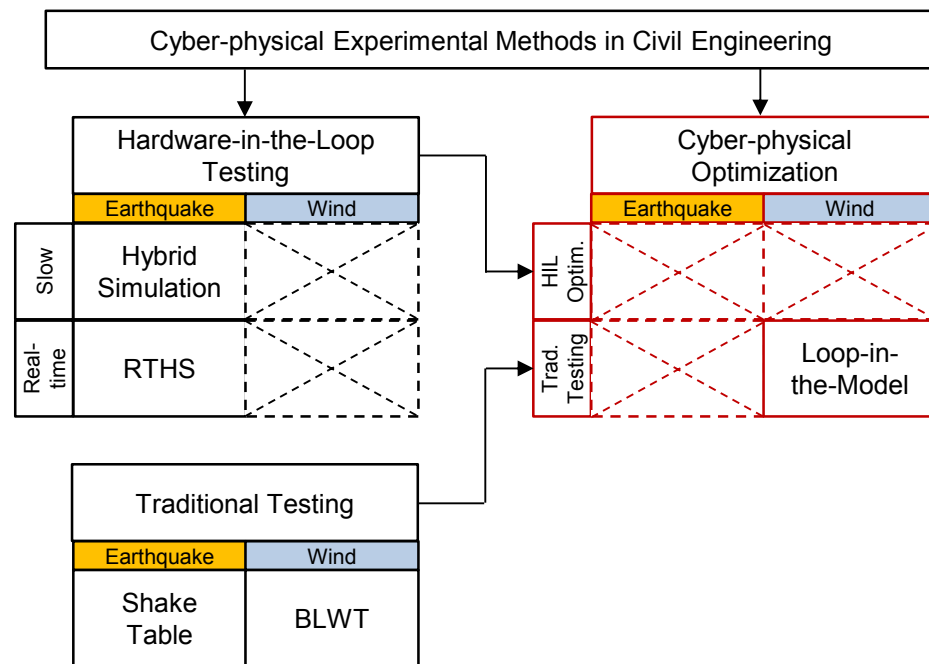 Cyber-physical Experimental Methods in Civil Engineering
Hardware-in-the-Loop
Testing
Earthquake
Wind
Slow
Hybrid
Simulation
Real-
time
RTHS
Cyber-physical
Optimization
Earthquake
Wind
HIL
Optim.
Trad.
Testing
Loop-in-
the-Model
Traditional Testing
Earthquake
Wind
Shake
Table
BLWT